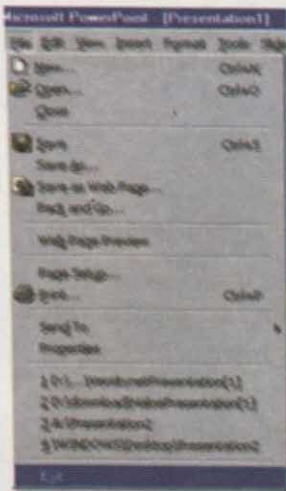 Microsoft PowerPoint - [Presentation1]
File Edit View Insert Format Tools Slide
New... Ctrl+N
Open... Ctrl+O
Close
Save Ctrl+S
Save As...
Save as Web Page...
Pack and Go...
Web Page Preview
Page Setup...
Print... Ctrl+P
Send To
Properties
Exit